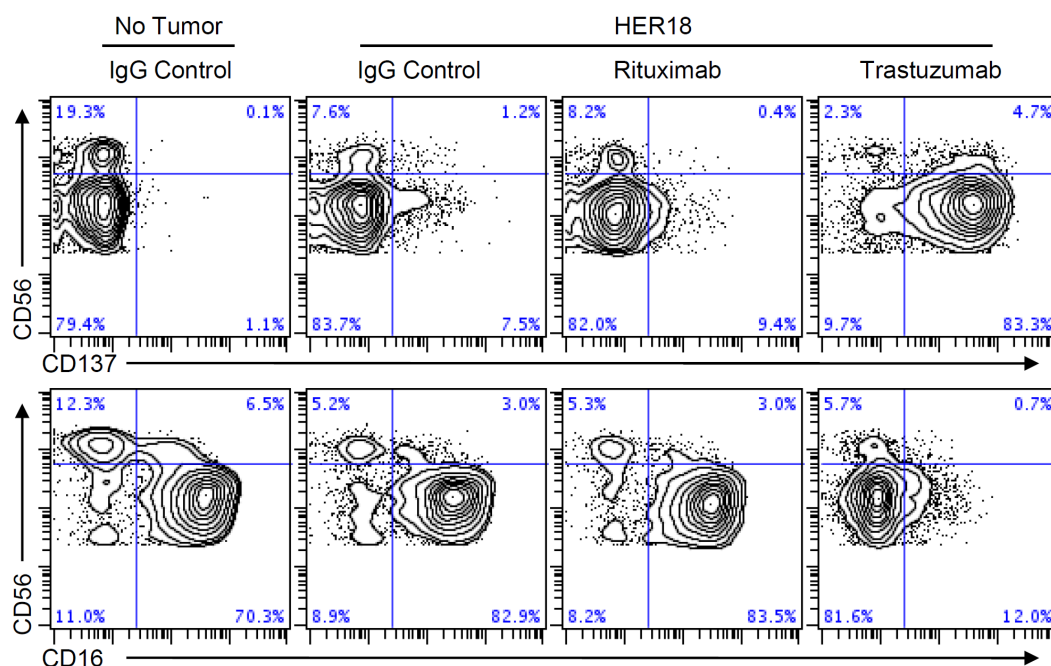 No Tumor HER18
IgG Control IgG Control Rituximab Trastuzumab
19.3% 0.1% 7.6% 1.2% 8.2% 0.4% 2.3% 4.7%
CD56
79.4% 1.1% 83.7% 7.5% 82.0% 9.4% 9.7% 83.3%
CD137
12.3% 6.5% 5.2% 3.0% 5.3% 3.0% 5.7% 0.7%
CD56
11.0% 70.3% 8.9% 82.9% 8.2% 83.5% 81.6% 12.0%
CD16